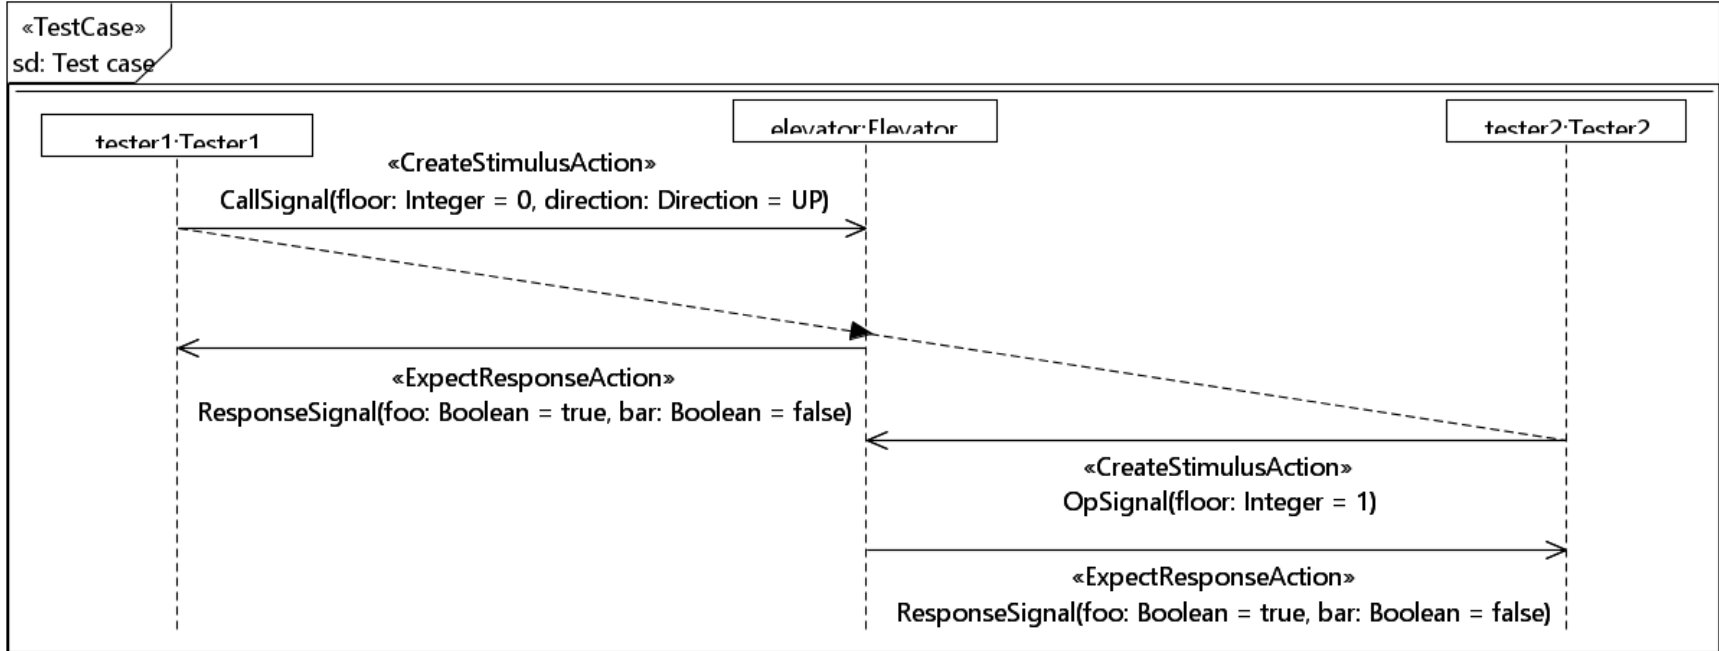 «TestCase»
sd: Test case
tester1:Tester1
elevator:Elevator
tester2:Tester2
«CreateStimulusAction»
CallSignal(floor: Integer = 0, direction: Direction = UP)
«ExpectResponseAction»
ResponseSignal(foo: Boolean = true, bar: Boolean = false)
«CreateStimulusAction»
OpSignal(floor: Integer = 1)
«ExpectResponseAction»
ResponseSignal(foo: Boolean = true, bar: Boolean = false)